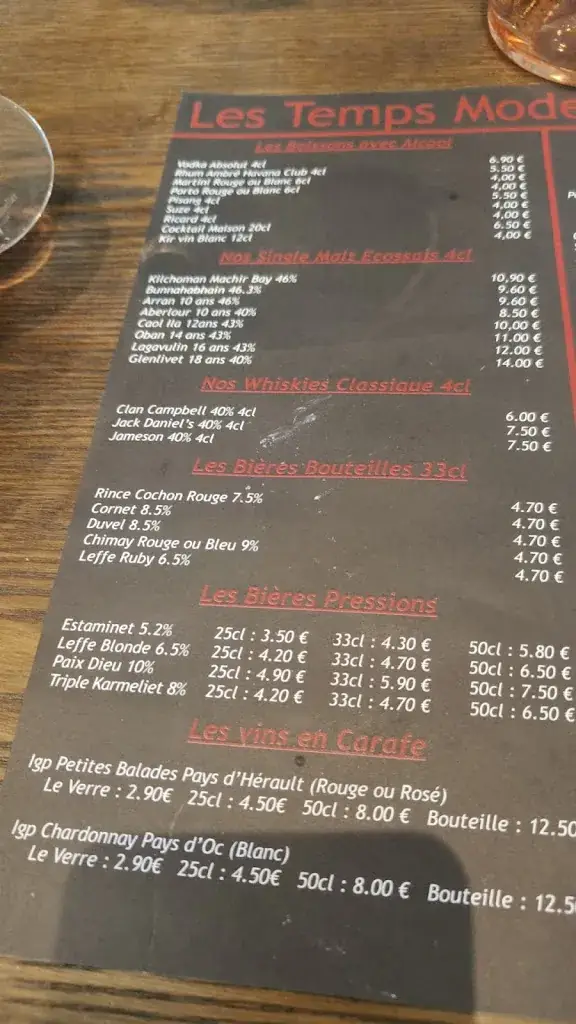 Les Temps Mode
Les Boissons avec Alcool
Vodka Absolut 4cl 6.90 €
Rhum Ambré Havana Club 4cl 5.50 €
Martini Rouge ou Blanc 6cl 4,00 €
Porto Rouge ou Blanc 6cl 4,00 €
Pisang 4cl 5.50 €
Suze 4cl 4,00 €
Ricard 4cl 4,00 €
Cocktail Maison 20cl 6.50 €
Kir vin Blanc 12cl 4,00 €
Nos Single Malt Ecossais 4cl
Kilchoman Machir Bay 46% 10,90 €
Bunnahabhain 46.3% 9.60 €
Arran 10 ans 46% 9.60 €
Aberlour 10 ans 40% 8.50 €
Caol Ila 12ans 43% 10,00 €
Oban 14 ans 43% 11.00 €
Lagavulin 16 ans 43% 12.00 €
Glenlivet 18 ans 40% 14.00 €
Nos Whiskies Classique 4cl
Clan Campbell 40% 4cl 6.00 €
Jack Daniel's 40% 4cl 7.50 €
Jameson 40% 4cl 7.50 €
Les Bières Bouteilles 33cl
Rince Cochon Rouge 7.5% 4.70 €
Cornet 8.5% 4.70 €
Duvel 8.5% 4.70 €
Chimay Rouge ou Bleu 9% 4.70 €
Leffe Ruby 6.5% 4.70 €
Les Bières Pressions
Estaminet 5.2% 25cl : 3.50 € 33cl : 4.30 € 50cl : 5.80 €
Leffe Blonde 6.5% 25cl : 4.20 € 33cl : 4.70 € 50cl : 6.50 €
Paix Dieu 10% 25cl : 4.90 € 33cl : 5.90 € 50cl : 7.50 €
Triple Karmeliet 8% 25cl : 4.20 € 33cl : 4.70 € 50cl : 6.50 €
Les vins en Carafe
Igp Petites Balades Pays d'Hérault (Rouge ou Rosé)
Le Verre : 2.90€ 25cl : 4.50€ 50cl : 8.00 € Bouteille : 12.50
Igp Chardonnay Pays d'Oc (Blanc)
Le Verre : 2.90€ 25cl : 4.50€ 50cl : 8.00 € Bouteille : 12.5